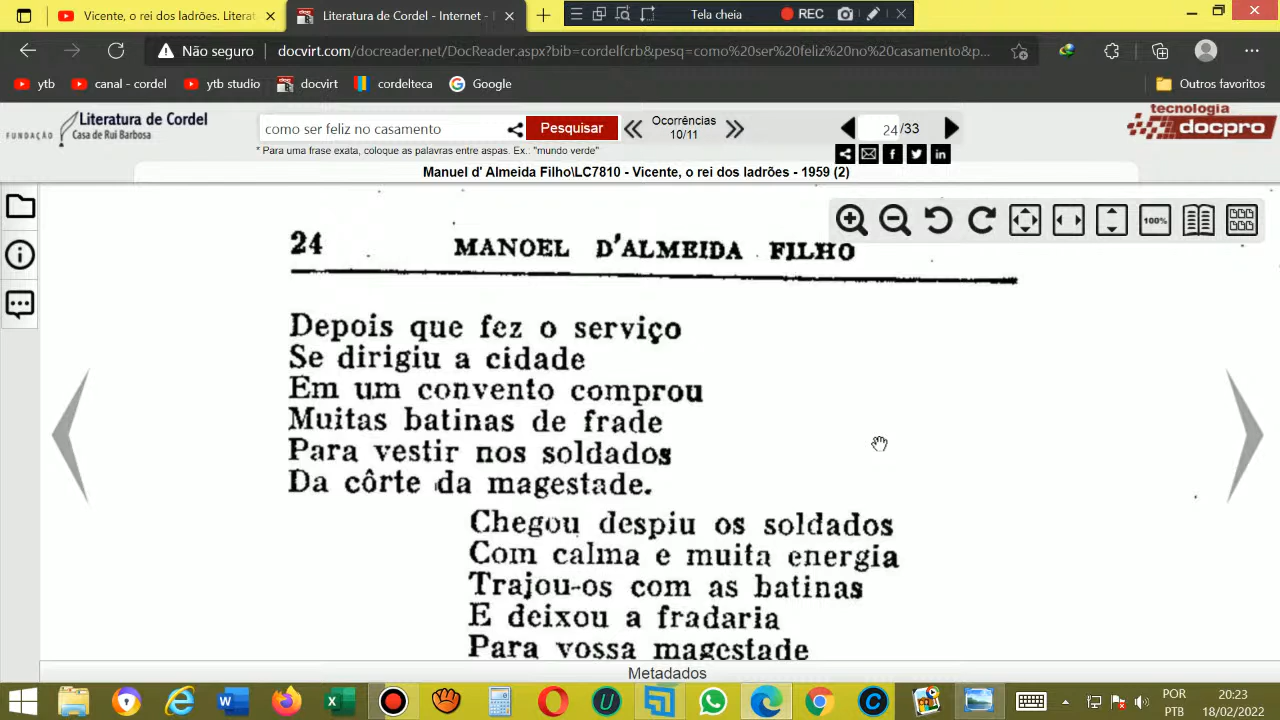 Vicente, o rei dos ladrões. Literat
Literatura de Cordel - Internet -
Tela cheia
REC
Não seguro
docvirt.com/docreader.net/DocReader.aspx?bib=cordelfcrb&pesq=como%20ser%20feliz%20no%20casamento&p...
ytb
canal - cordel
ytb studio
docvirt
cordelteca
Google
Outros favoritos
FUNDAÇÃO
Literatura de Cordel
Casa de Rui Barbosa
como ser feliz no casamento
Pesquisar
Ocorrências
10/11
24/33
tecnologia
docpro
* Para uma frase exata, coloque as palavras entre aspas. Ex.: "mundo verde"
Manuel d' Almeida Filho\LC7810 - Vicente, o rei dos ladrões - 1959 (2)
100%
24 MANOEL D'ALMEIDA FILHO
Depois que fez o serviço
Se dirigiu a cidade
Em um convento comprou
Muitas batinas de frade
Para vestir nos soldados
Da côrte da magestade.
Chegou despiu os soldados
Com calma e muita energia
Trajou-os com as batinas
E deixou a fradaria
Para vossa magestade
Metadados
POR
PTB
20:23
18/02/2022